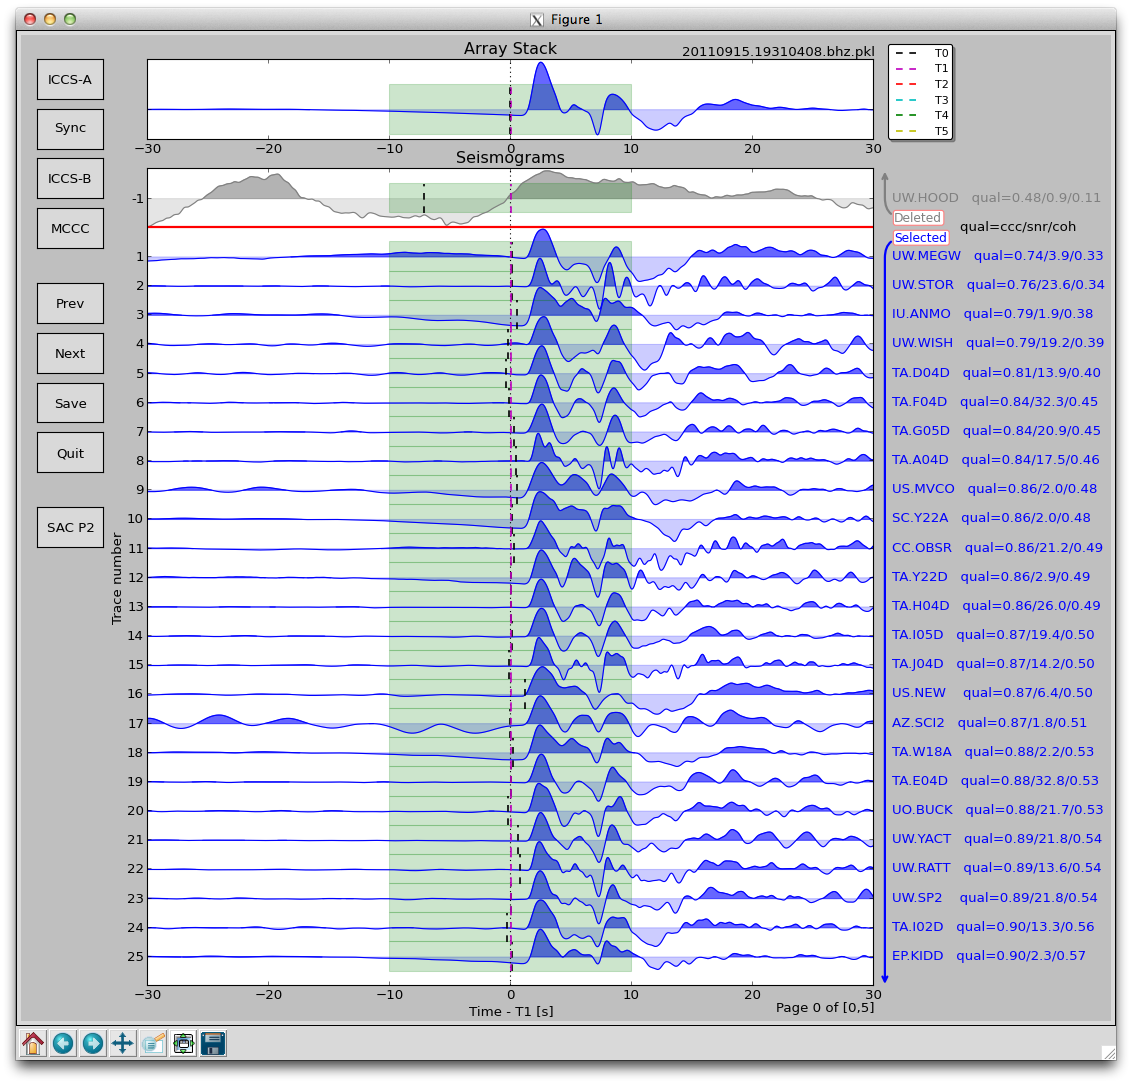 X Figure 1
Array Stack
20110915.19310408.bhz.pkl
ICCS-A
Sync
ICCS-B
MCCC
Prev
Next
Save
Quit
SAC P2
T0
T1
T2
T3
T4
T5
−30 −20 −10 0 10 20 30
Seismograms
-1 UW.HOOD qual=0.48/0.9/0.11
Deleted
qual=ccc/snr/coh
Selected
1 UW.MEGW qual=0.74/3.9/0.33
2 UW.STOR qual=0.76/23.6/0.34
3 IU.ANMO qual=0.79/1.9/0.38
4 UW.WISH qual=0.79/19.2/0.39
5 TA.D04D qual=0.81/13.9/0.40
6 TA.F04D qual=0.84/32.3/0.45
7 TA.G05D qual=0.84/20.9/0.45
8 TA.A04D qual=0.84/17.5/0.46
9 US.MVCO qual=0.86/2.0/0.48
10 SC.Y22A qual=0.86/2.0/0.48
11 CC.OBSR qual=0.86/21.2/0.49
12 TA.Y22D qual=0.86/2.9/0.49
13 TA.H04D qual=0.86/26.0/0.49
14 TA.I05D qual=0.87/19.4/0.50
15 TA.J04D qual=0.87/14.2/0.50
16 US.NEW qual=0.87/6.4/0.50
17 AZ.SCI2 qual=0.87/1.8/0.51
18 TA.W18A qual=0.88/2.2/0.53
19 TA.E04D qual=0.88/32.8/0.53
20 UO.BUCK qual=0.88/21.7/0.53
21 UW.YACT qual=0.89/21.8/0.54
22 UW.RATT qual=0.89/13.6/0.54
23 UW.SP2 qual=0.89/21.8/0.54
24 TA.I02D qual=0.90/13.3/0.56
25 EP.KIDD qual=0.90/2.3/0.57
Trace number
−30 −20 −10 0 10 20 30
Time - T1 [s]
Page 0 of [0,5]